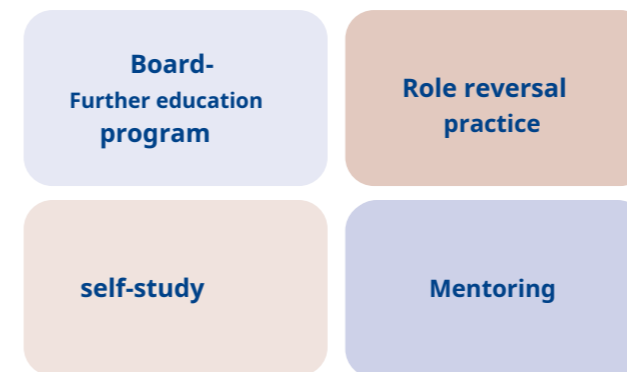 Board-
Further education
program
Role reversal
practice
self-study
Mentoring